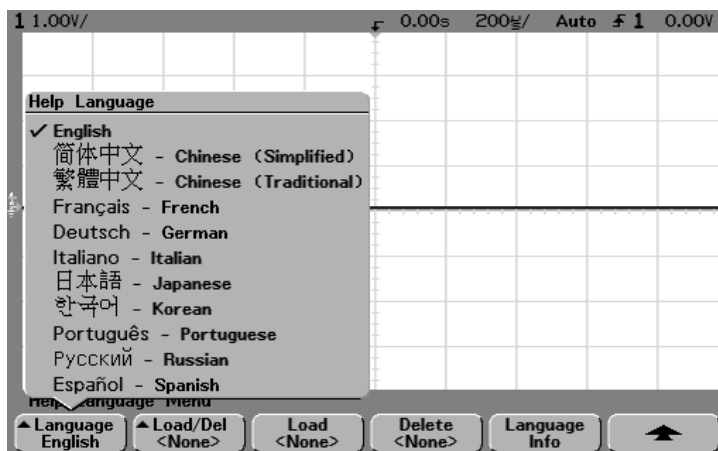 1 1.00V/ 0.00s 200㎲/ Auto 1 0.00V
Help Language
✓ English
简体中文 - Chinese (Simplified)
繁體中文 - Chinese (Traditional)
Français - French
Deutsch - German
Italiano - Italian
日本語 - Japanese
한국어 - Korean
Português - Portuguese
Русский - Russian
Español - Spanish
Help Language Menu
Language English
Load/Del <None>
Load <None>
Delete <None>
Language Info